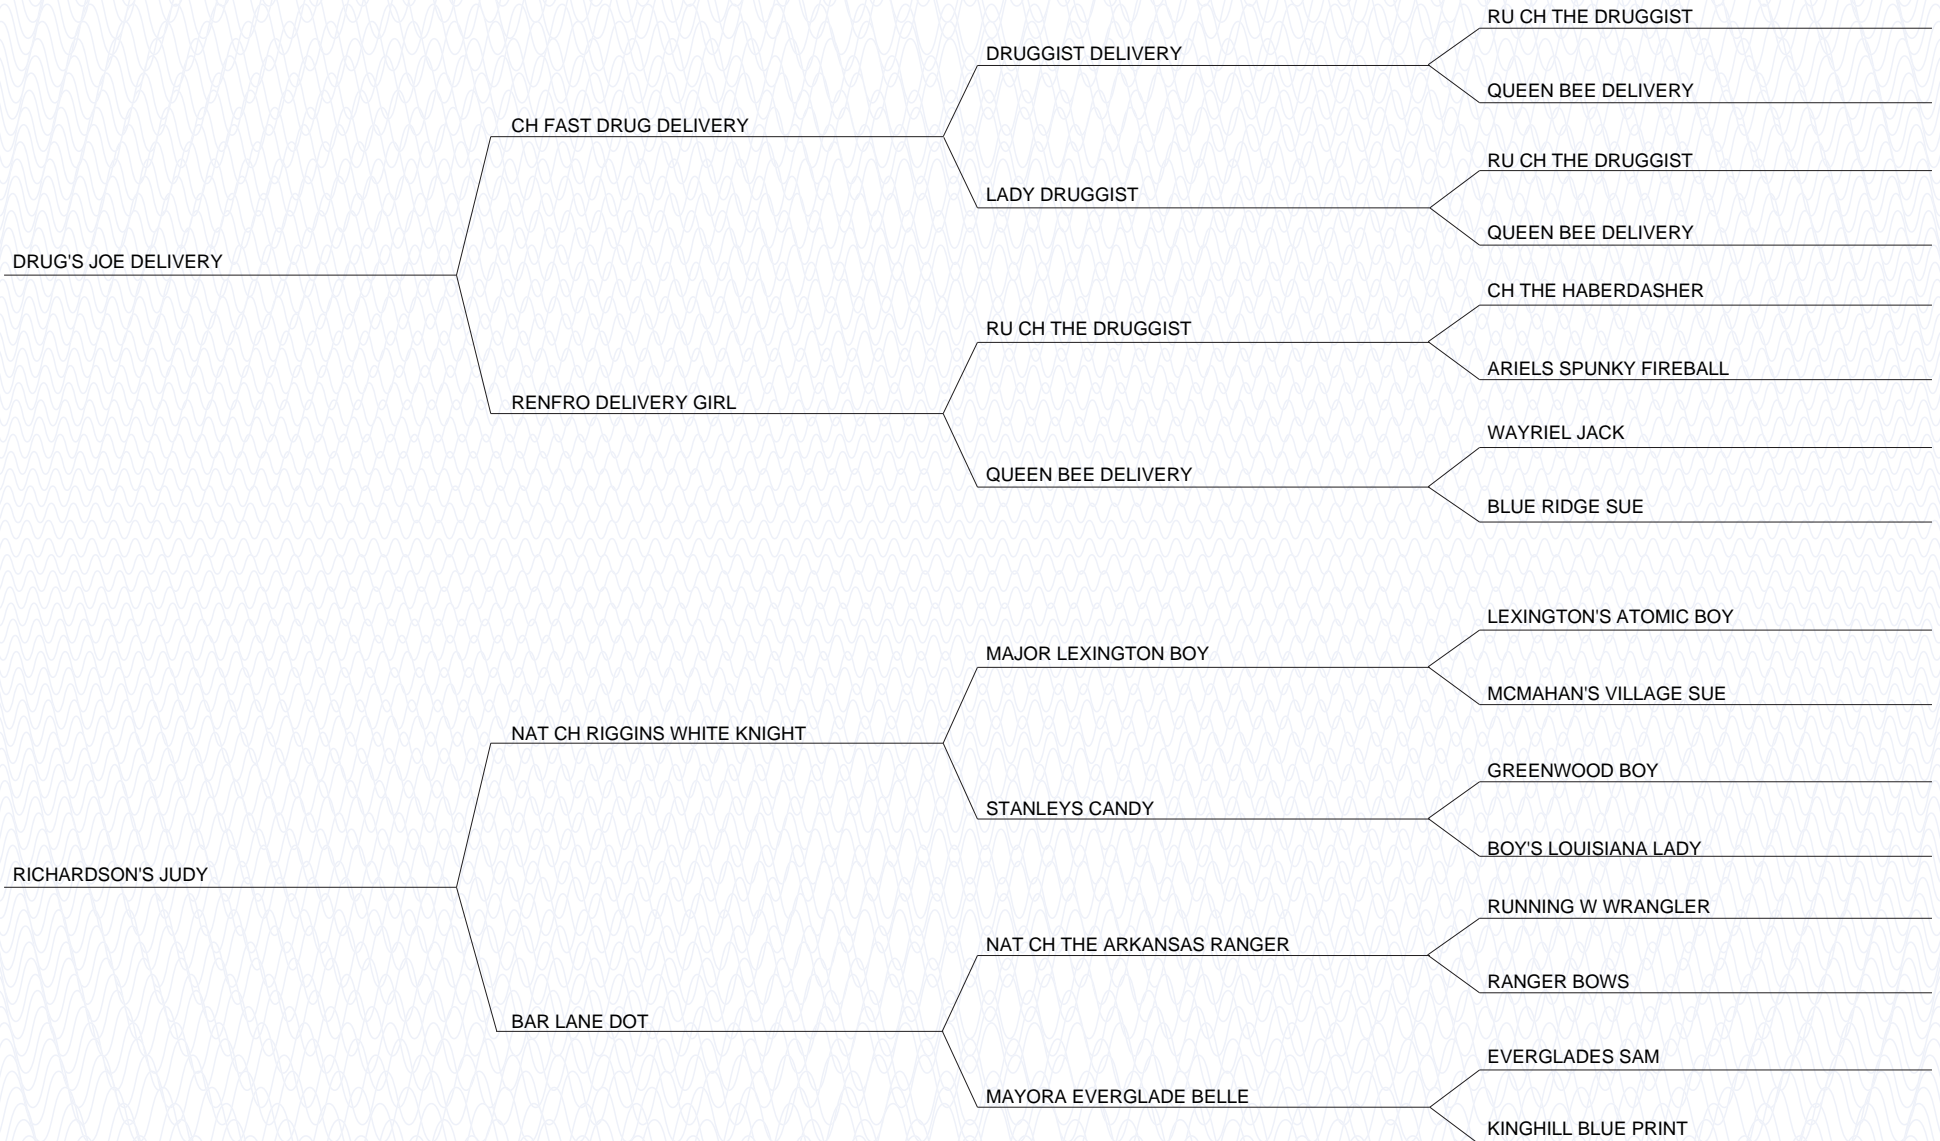 RU CH THE DRUGGIST
DRUGGIST DELIVERY
QUEEN BEE DELIVERY
CH FAST DRUG DELIVERY
RU CH THE DRUGGIST
LADY DRUGGIST
QUEEN BEE DELIVERY
DRUG'S JOE DELIVERY
CH THE HABERDASHER
RU CH THE DRUGGIST
ARIELS SPUNKY FIREBALL
RENFRO DELIVERY GIRL
WAYRIEL JACK
QUEEN BEE DELIVERY
BLUE RIDGE SUE
LEXINGTON'S ATOMIC BOY
MAJOR LEXINGTON BOY
MCMAHAN'S VILLAGE SUE
NAT CH RIGGINS WHITE KNIGHT
GREENWOOD BOY
STANLEYS CANDY
BOY'S LOUISIANA LADY
RICHARDSON'S JUDY
RUNNING W WRANGLER
NAT CH THE ARKANSAS RANGER
RANGER BOWS
BAR LANE DOT
EVERGLADES SAM
MAYORA EVERGLADE BELLE
KINGHILL BLUE PRINT